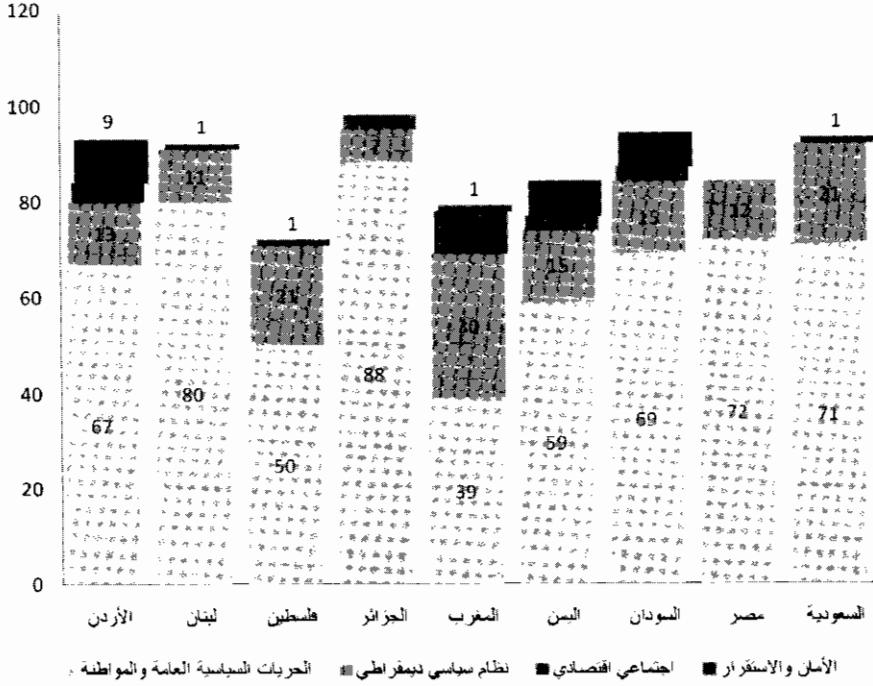 120
100
80
60
40
20
0
9
1
1
1
1
13
11
21
7
30
15
15
12
21
67
80
50
88
39
59
69
72
71
الأردن
لبنان
فلسطين
الجزائر
المغرب
اليمن
السودان
مصر
السعودية
الحريات السياسية العامة والمواطنة
نظام سياسي ديمقراطي
اجتماعي اقتصادي
الأمان والاستقرار